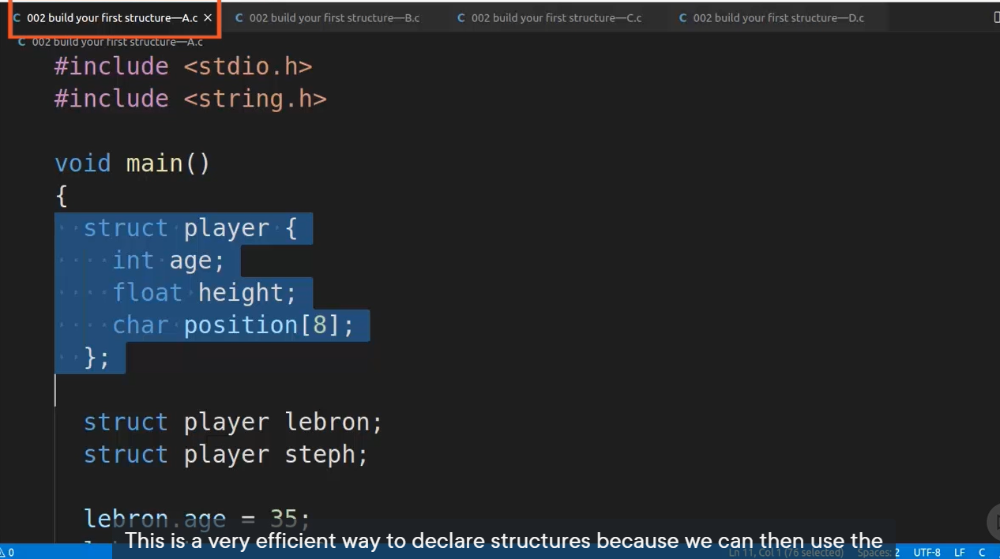 002 build your first structure—A.c ×
002 build your first structure—B.c
002 build your first structure—C.c
002 build your first structure—D.c
002 build your first structure—A.c
#include <stdio.h>
#include <string.h>
void main()
{
struct player {
int age;
float height;
char position[8];
};
struct player lebron;
struct player steph;
lebron.age = 35;
This is a very efficient way to declare structures because we can then use the
0
Ln 11, Col 1 (76 selected) Spaces: 2 UTF-8 LF C